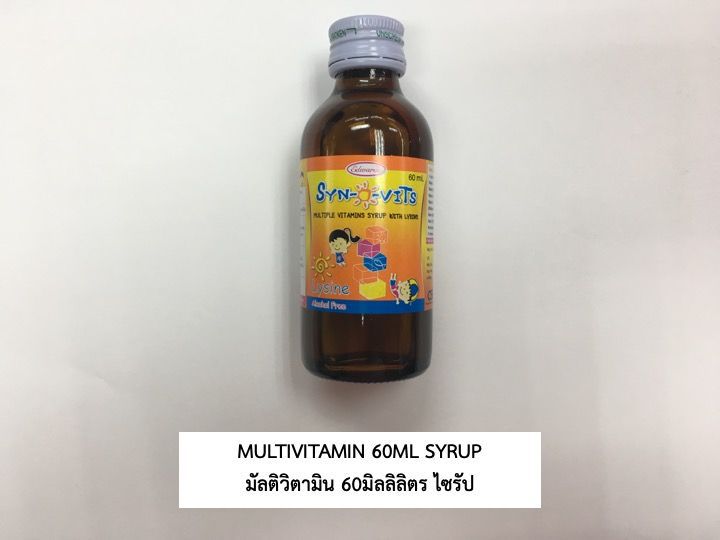 Edwards
60 mL
SYN-O-VITS
MULTIPLE VITAMINS SYRUP WITH LYSINE
Lysine
Alcohol Free
MULTIVITAMIN 60ML SYRUP
มัลติวิตามิน 60มิลลิลิตร ไซรัป